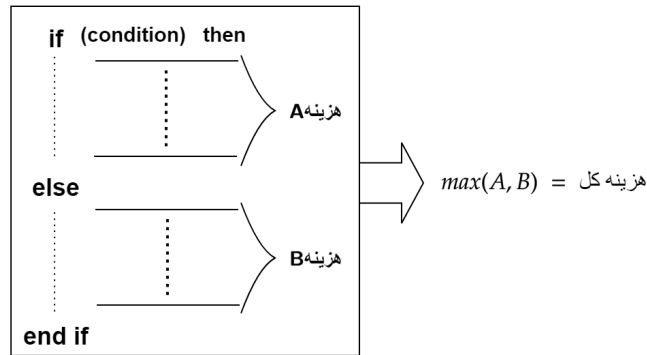 if (condition) then
هزینهA
else
هزینهB
end if
max(A, B) = هزینه کل